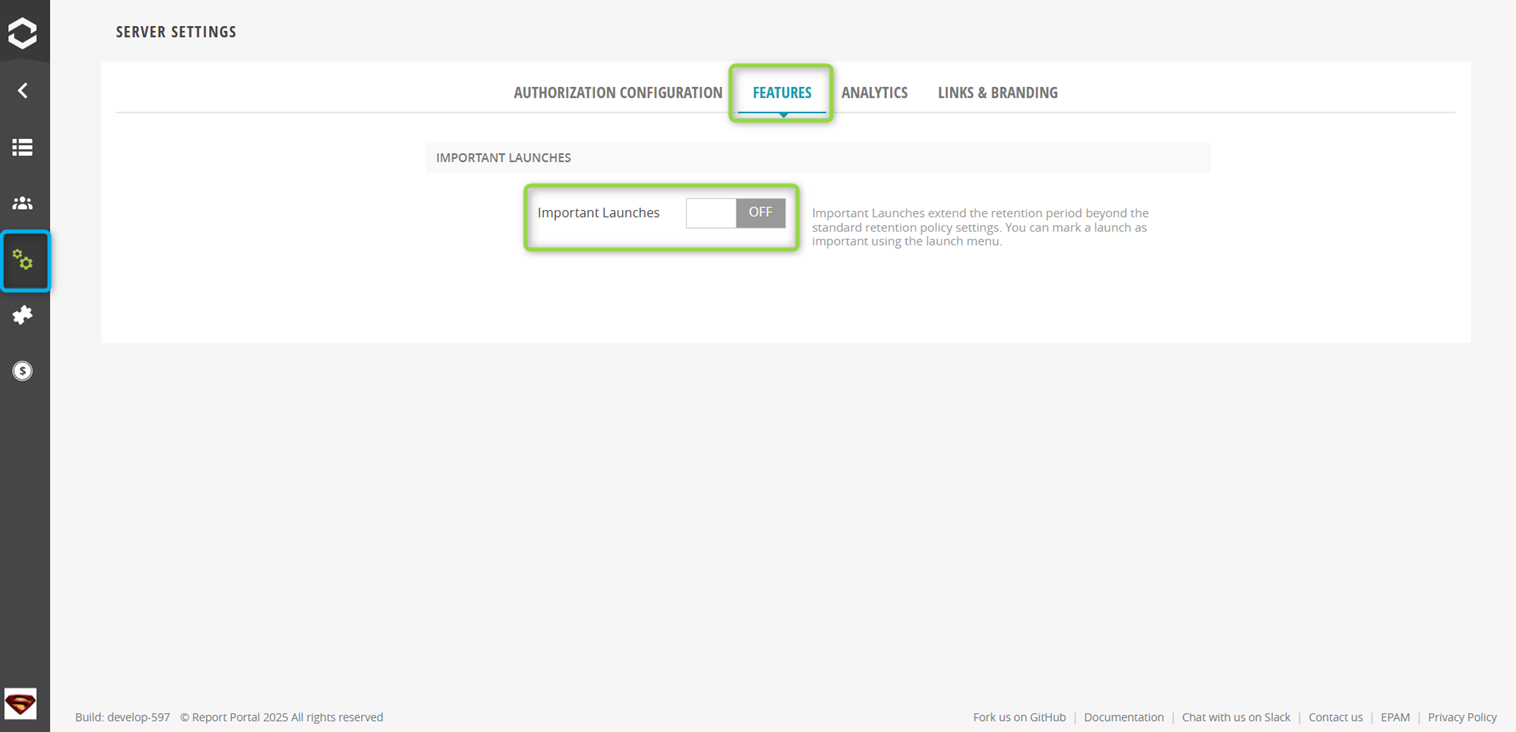 SERVER SETTINGS
AUTHORIZATION CONFIGURATION FEATURES ANALYTICS LINKS & BRANDING
IMPORTANT LAUNCHES
Important Launches OFF
Important Launches extend the retention period beyond the
standard retention policy settings. You can mark a launch as
important using the launch menu.
$
Build: develop-597 © Report Portal 2025 All rights reserved
Fork us on GitHub | Documentation | Chat with us on Slack | Contact us | EPAM | Privacy Policy